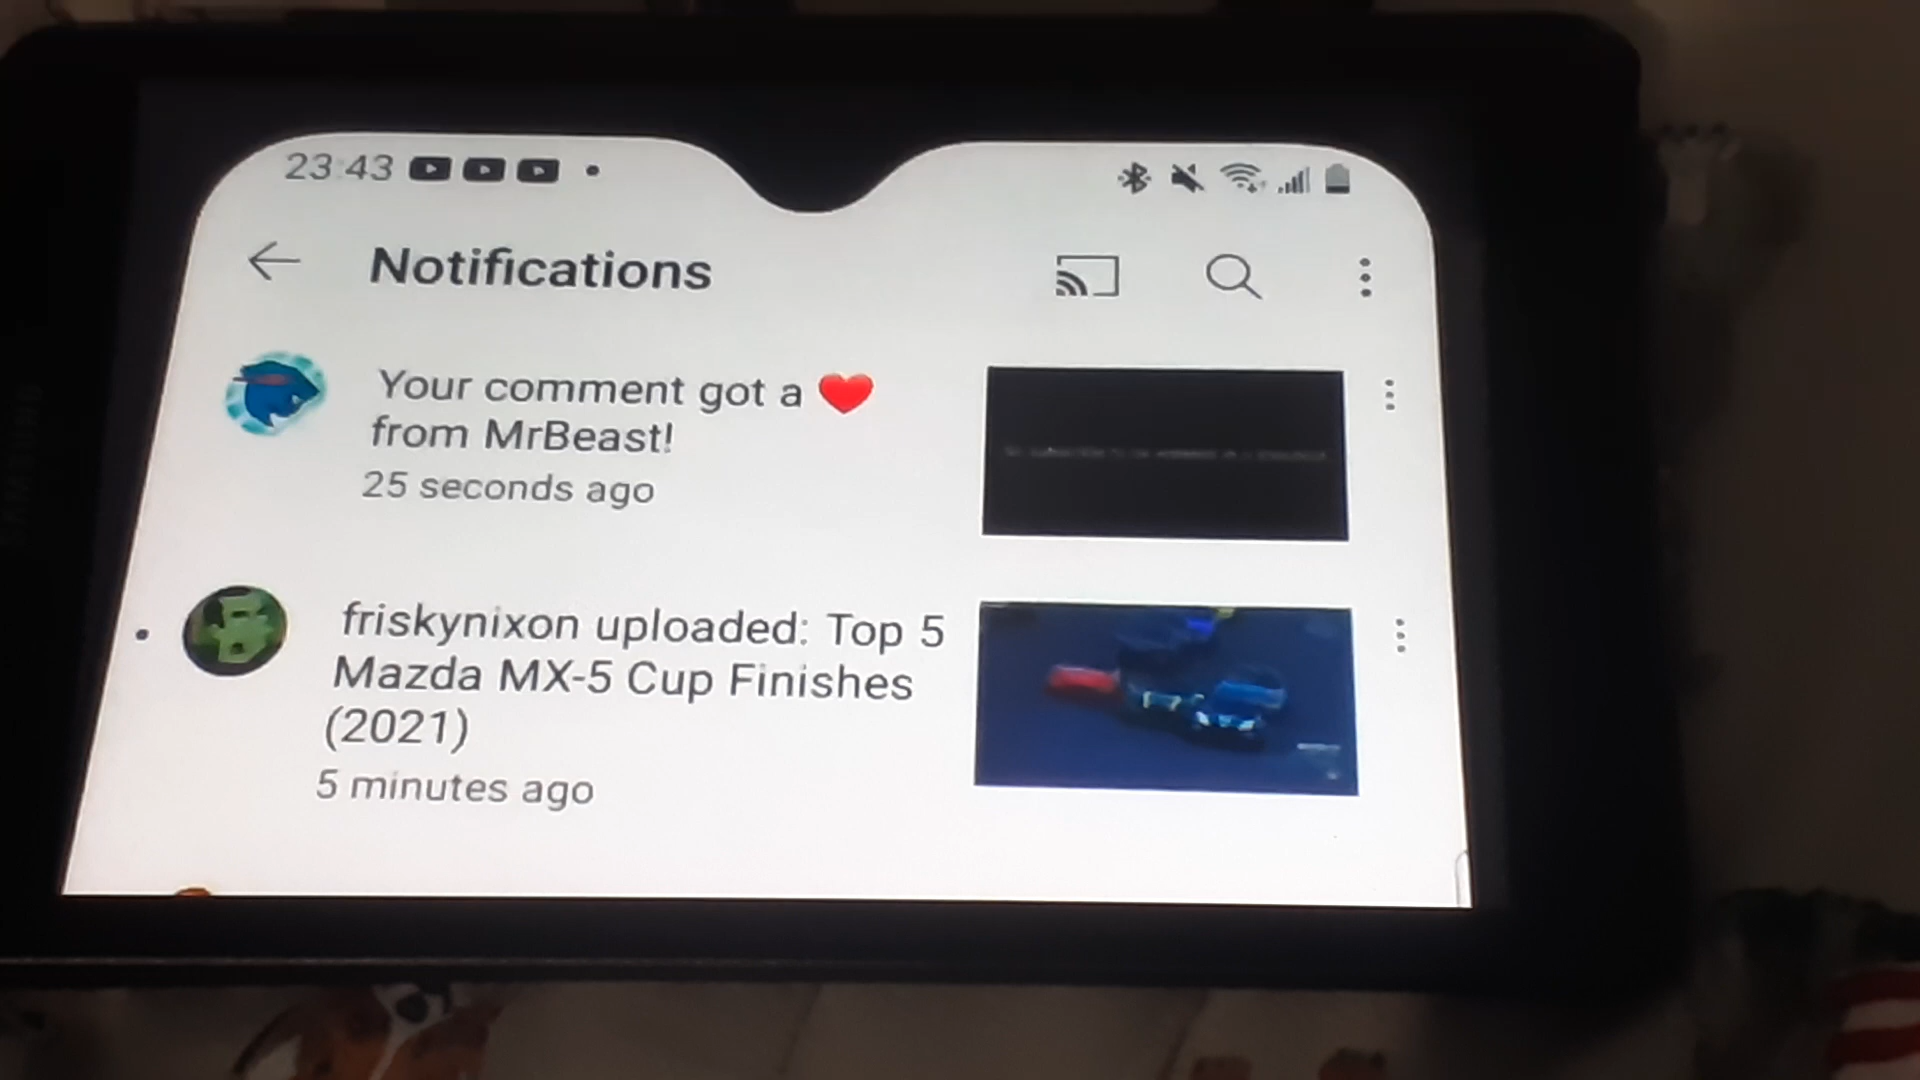 23:43
Notifications
Your comment got a ❤️
from MrBeast!
25 seconds ago
friskynixon uploaded: Top 5
Mazda MX-5 Cup Finishes
(2021)
5 minutes ago